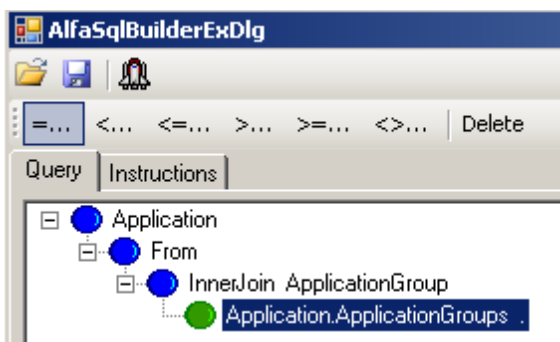 AlfaSqlBuilderExDlg
=... <... <=... >... >=... <>... Delete
Query Instructions
Application
From
InnerJoin ApplicationGroup
Application.ApplicationGroups .